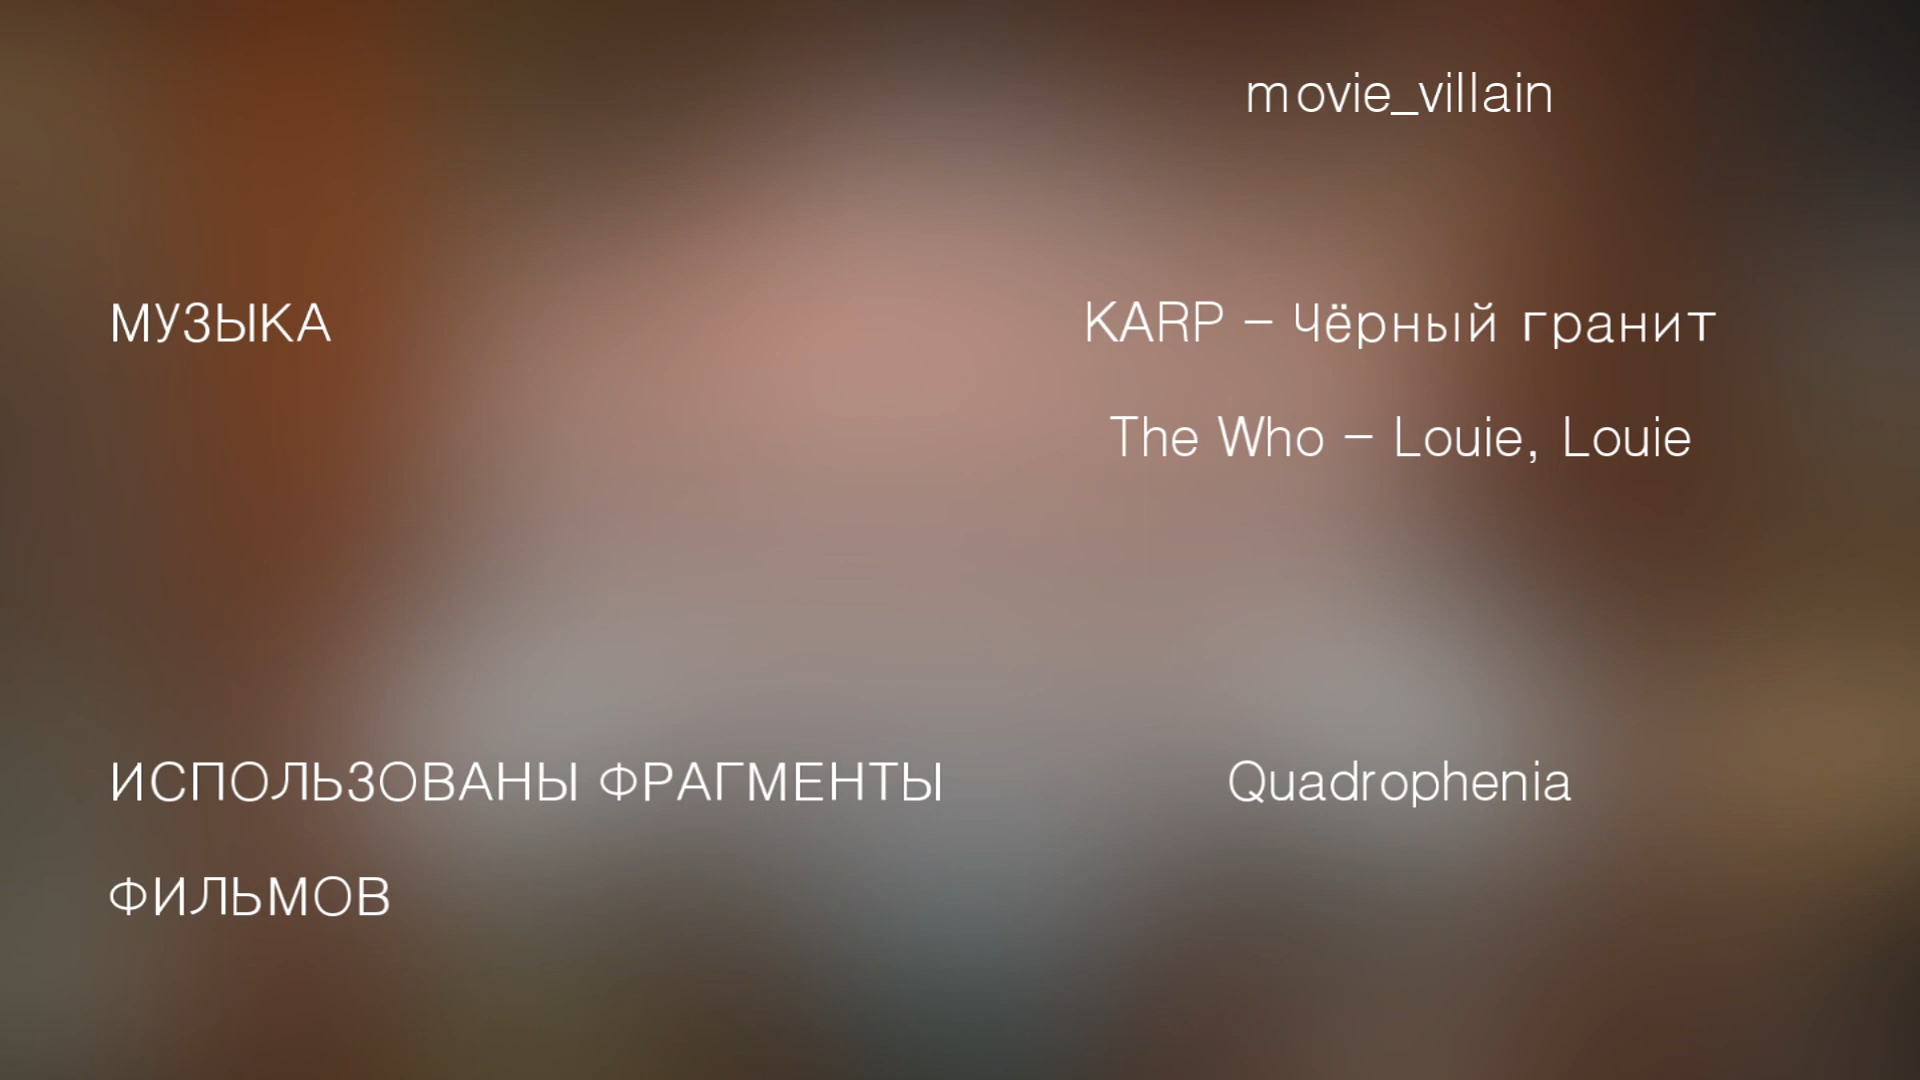 movie_villain
МУЗЫКА
KARP – Чёрный гранит
The Who – Louie, Louie
ИСПОЛЬЗОВАНЫ ФРАГМЕНТЫ
Quadrophenia
ФИЛЬМОВ